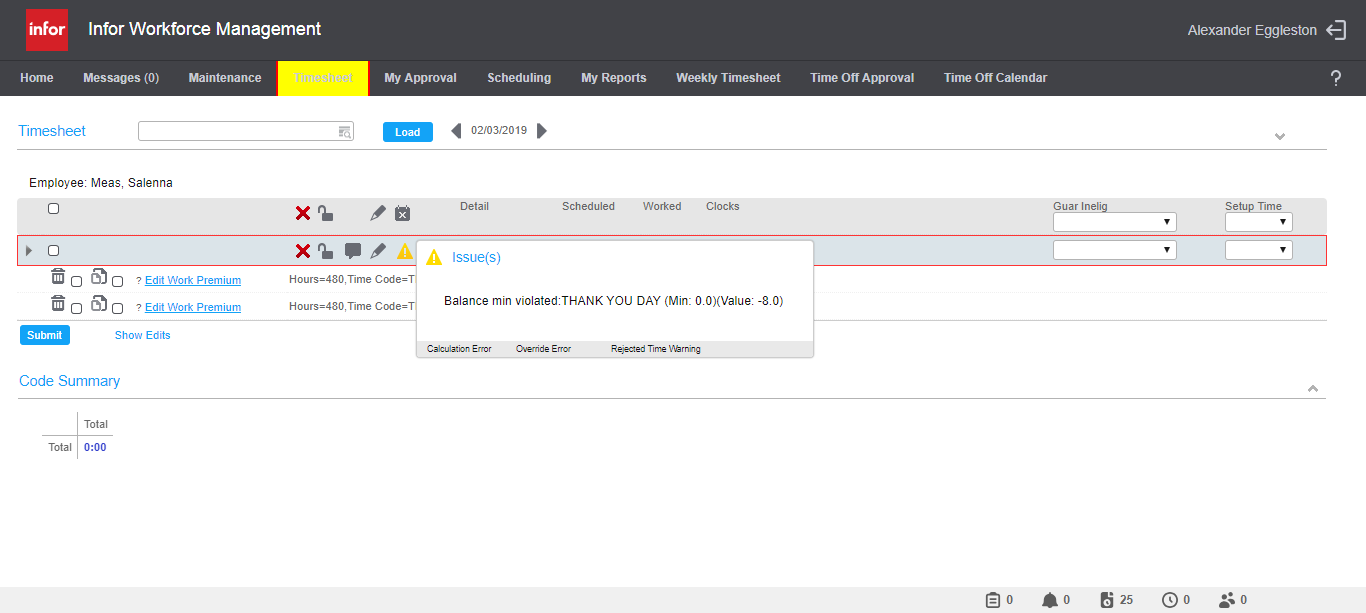 infor Infor Workforce Management Alexander Eggleston
Home Messages (0) Maintenance Timesheet My Approval Scheduling My Reports Weekly Timesheet Time Off Approval Time Off Calendar ?
Timesheet Load 02/03/2019
Employee: Meas, Salenna
Detail Scheduled Worked Clocks Guar Inelig Setup Time
Issue(s)
? Edit Work Premium Hours=480,Time Code=T
Balance min violated:THANK YOU DAY (Min: 0.0)(Value: -8.0)
? Edit Work Premium Hours=480,Time Code=T
Submit Show Edits
Calculation Error Override Error Rejected Time Warning
Code Summary
Total
Total 0:00
0 0 25 0 0